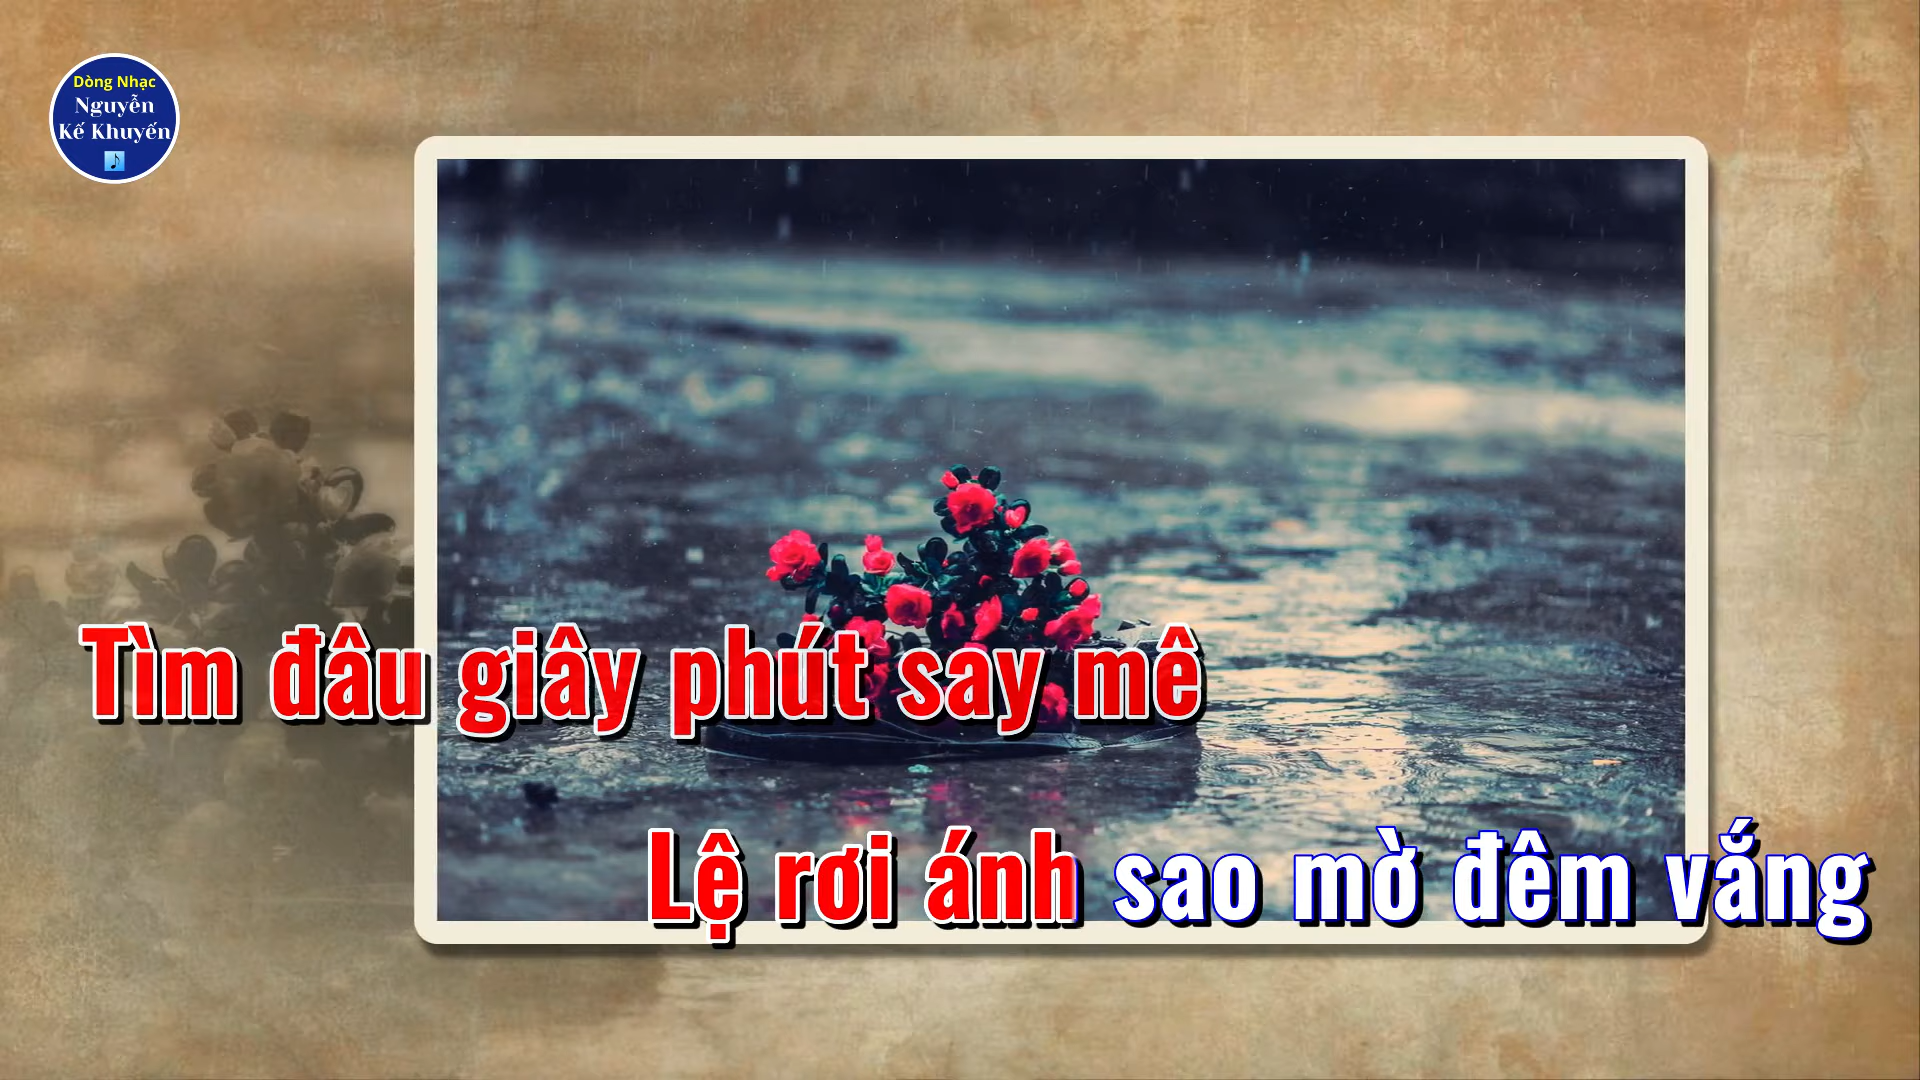 Dòng Nhạc
Nguyễn
Kế Khuyến
Tìm đâu giây phút say mê
Lệ rơi ánh sao mờ đêm vắng